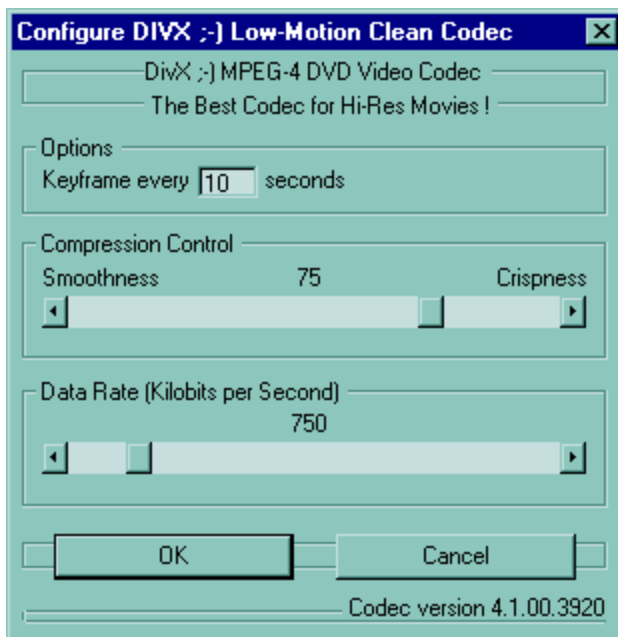 Configure DIVX ;-) Low-Motion Clean Codec
DivX ;-) MPEG-4 DVD Video Codec
The Best Codec for Hi-Res Movies !
Options
Keyframe every 10 seconds
Compression Control
Smoothness 75 Crispness
Data Rate (Kilobits per Second)
750
OK Cancel
Codec version 4.1.00.3920